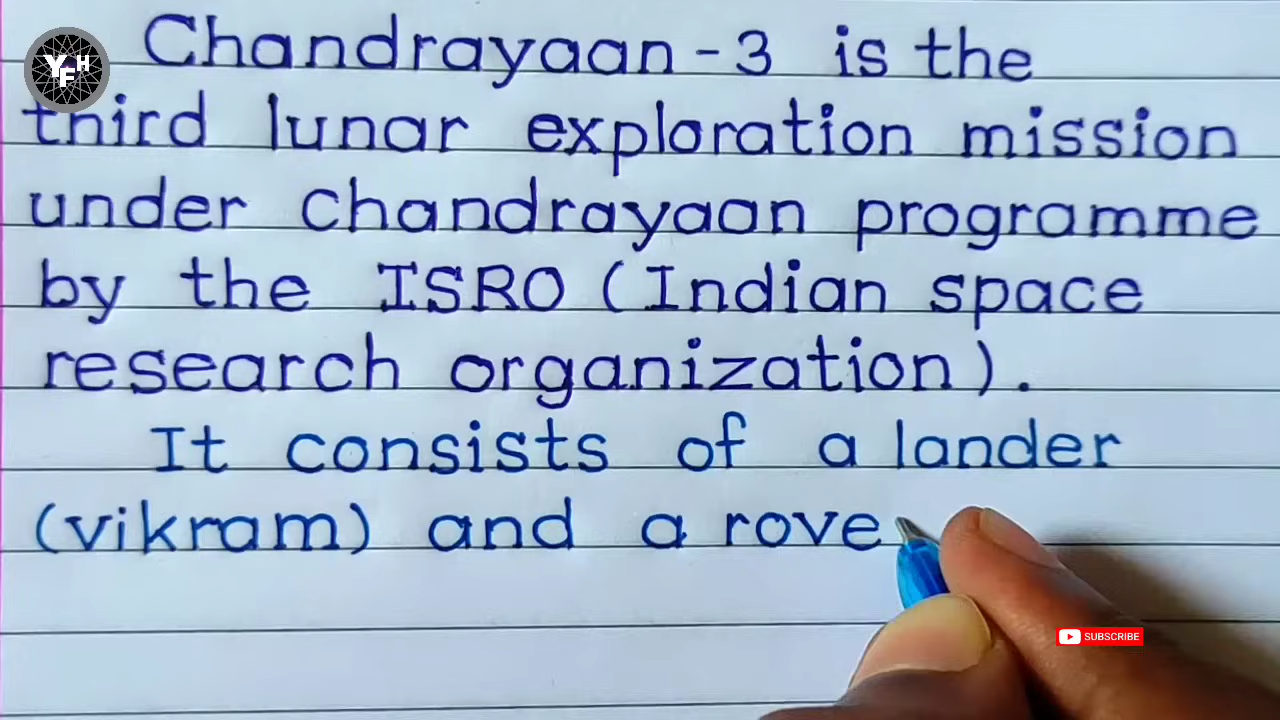 YFH
Chandrayaan-3 is the
third lunar exploration mission
under Chandrayaan programme
by the ISRO (Indian space
research organization).
It consists of a lander
(vikram) and a rove
SUBSCRIBE